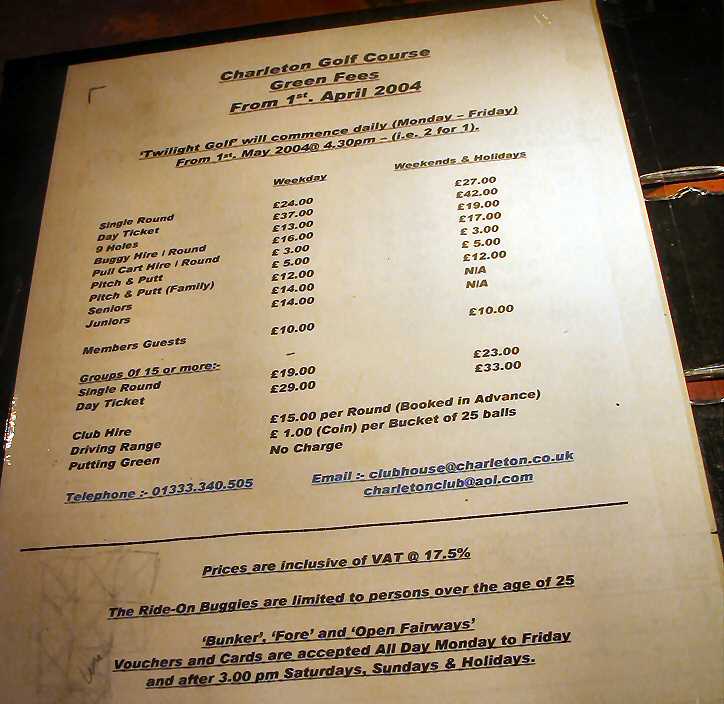 Charleton Golf Course
Green Fees
From 1st. April 2004
'Twilight Golf' will commence daily (Monday – Friday)
From 1st. May 2004@ 4.30pm – (i.e. 2 for 1).
Weekday Weekends & Holidays
Single Round £24.00 £27.00
Day Ticket £37.00 £42.00
9 Holes £13.00 £19.00
Buggy Hire / Round £16.00 £17.00
Pull Cart Hire / Round £ 3.00 £ 3.00
Pitch & Putt £ 5.00 £ 5.00
Pitch & Putt (Family) £12.00 £12.00
Seniors £14.00 N/A
Juniors £14.00 N/A
Members Guests £10.00 £10.00
Groups Of 15 or more:- –
Single Round £19.00 £23.00
Day Ticket £29.00 £33.00
Club Hire £15.00 per Round (Booked in Advance)
Driving Range £ 1.00 (Coin) per Bucket of 25 balls
Putting Green No Charge
Telephone :- 01333.340.505 Email :- clubhouse@charleton.co.uk
charletonclub@aol.com
Prices are inclusive of VAT @ 17.5%
The Ride-On Buggies are limited to persons over the age of 25
'Bunker', 'Fore' and 'Open Fairways'
Vouchers and Cards are accepted All Day Monday to Friday
and after 3.00 pm Saturdays, Sundays & Holidays.